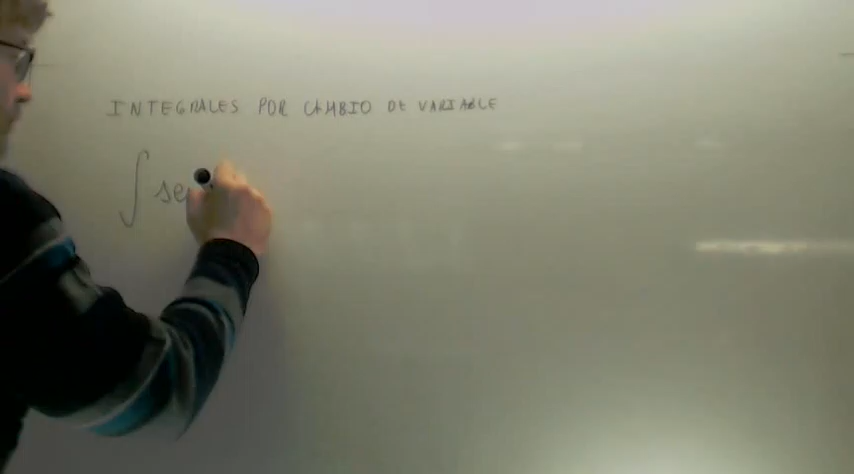 INTEGRALES POR CAMBIO DE VARIABLE
∫ se